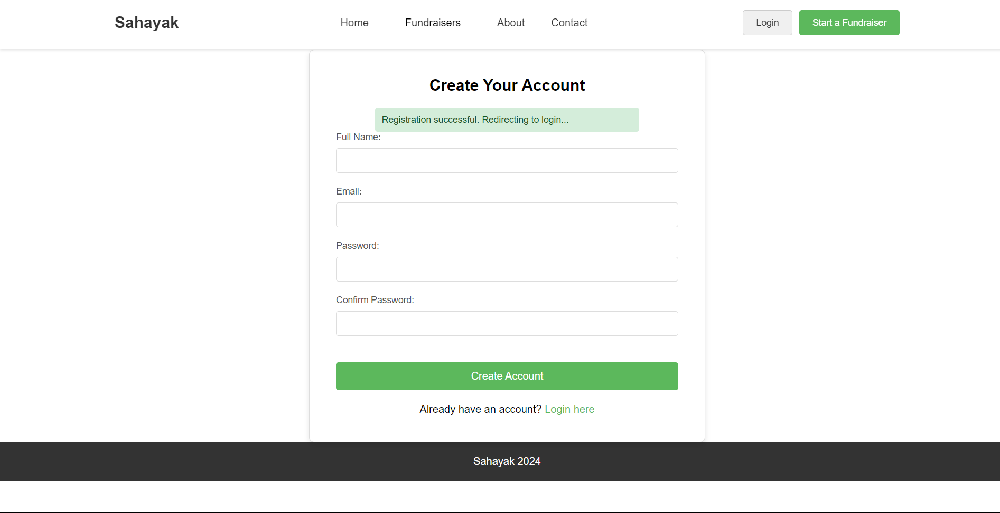 Sahayak
Home
Fundraisers
About
Contact
Login
Start a Fundraiser
Create Your Account
Registration successful. Redirecting to login...
Full Name:
Email:
Password:
Confirm Password:
Create Account
Already have an account? Login here
Sahayak 2024